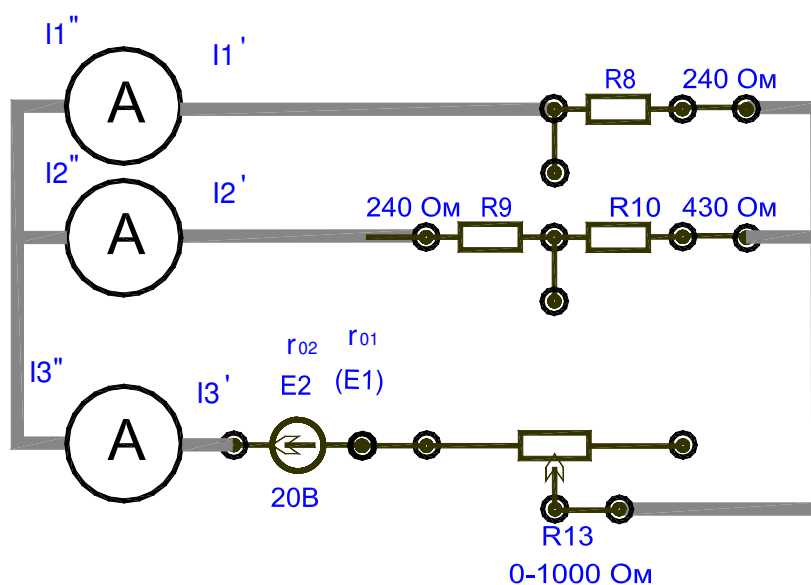 I1" I1'
A
R8 240 Ом
I2" I2'
A
240 Ом R9 R10 430 Ом
r02 r01
I3" I3' E2 (E1)
A
20В
R13
0-1000 Ом